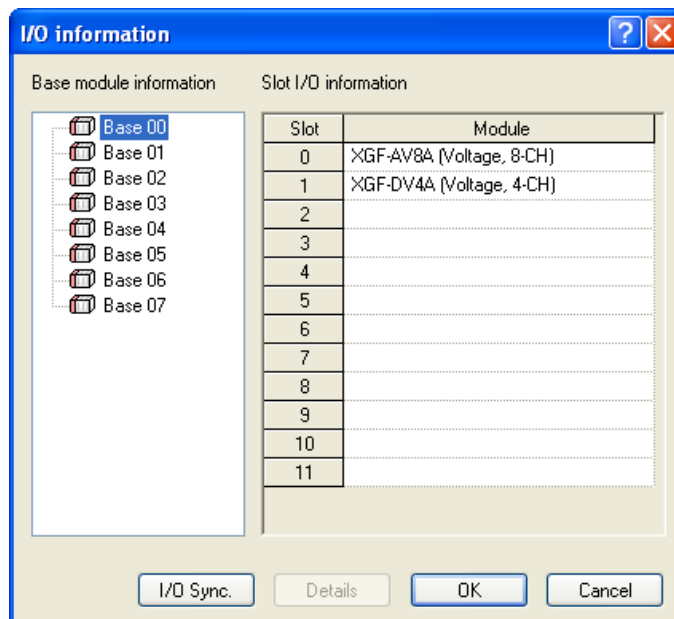 I/O information
Base module information
Slot I/O information
Base 00
Base 01
Base 02
Base 03
Base 04
Base 05
Base 06
Base 07
Slot Module
0 XGF-AV8A (Voltage, 8-CH)
1 XGF-DV4A (Voltage, 4-CH)
2
3
4
5
6
7
8
9
10
11
I/O Sync. Details OK Cancel